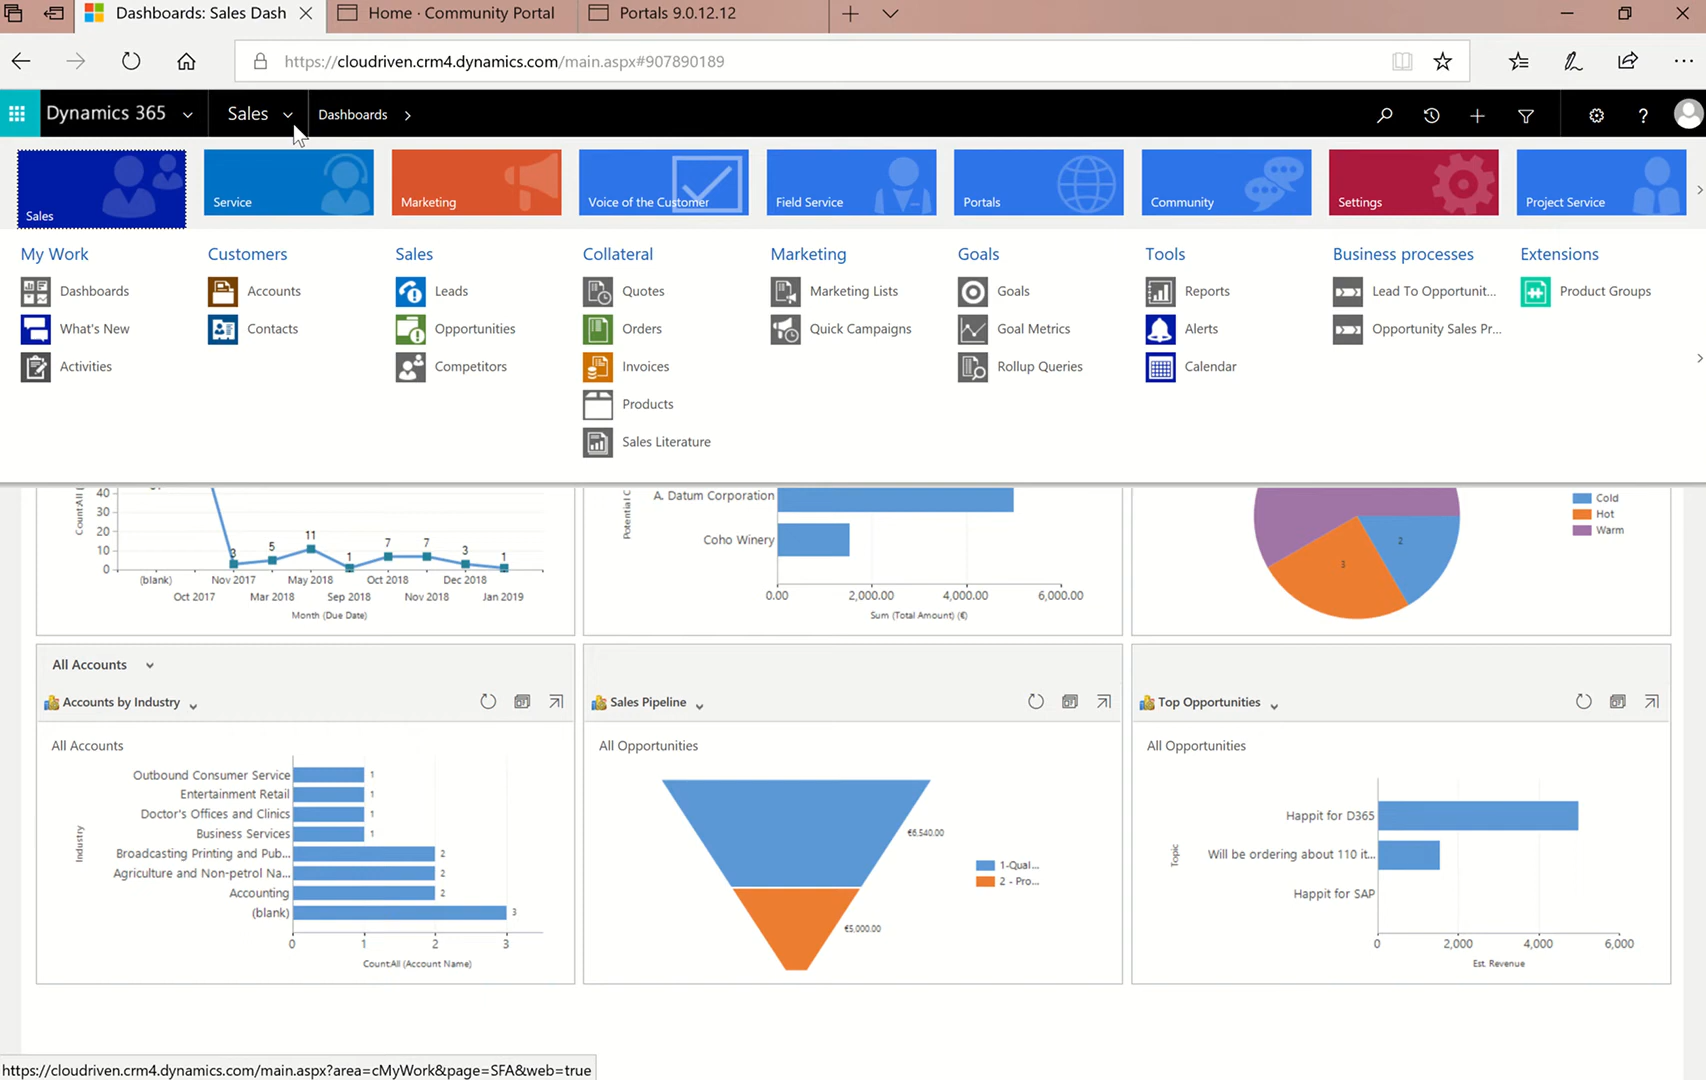 Dashboards: Sales Dash
Home · Community Portal
Portals 9.0.12.12
https://cloudriven.crm4.dynamics.com/main.aspx#907890189
Dynamics 365
Sales
Dashboards
Sales
Service
Marketing
Voice of the Customer
Field Service
Portals
Community
Settings
Project Service
My Work
Dashboards
What's New
Activities
Customers
Accounts
Contacts
Sales
Leads
Opportunities
Competitors
Collateral
Quotes
Orders
Invoices
Products
Sales Literature
Marketing
Marketing Lists
Quick Campaigns
Goals
Goals
Goal Metrics
Rollup Queries
Tools
Reports
Alerts
Calendar
Business processes
Lead To Opportunit...
Opportunity Sales Pr...
Extensions
Product Groups
40
30
20
10
0
3
5
11
1
7
7
3
1
(blank)
Nov 2017
May 2018
Oct 2018
Dec 2018
Oct 2017
Mar 2018
Sep 2018
Nov 2018
Jan 2019
Month (Due Date)
A. Datum Corporation
Coho Winery
0.00
2,000.00
4,000.00
6,000.00
Sum (Total Amount) (€)
2
3
Cold
Hot
Warm
All Accounts
Accounts by Industry
All Accounts
Industry
Outbound Consumer Service
1
Entertainment Retail
1
Doctor's Offices and Clinics
1
Business Services
1
Broadcasting Printing and Pub...
2
Agriculture and Non-petrol Na...
2
Accounting
2
(blank)
3
0
1
2
3
Count:All (Account Name)
Sales Pipeline
All Opportunities
€6,540.00
€5,000.00
1-Qual...
2 - Pro...
Top Opportunities
All Opportunities
Topic
Happit for D365
Will be ordering about 110 it...
Happit for SAP
0
2,000
4,000
6,000
Est. Revenue
https://cloudriven.crm4.dynamics.com/main.aspx?area=cMyWork&page=SFA&web=true